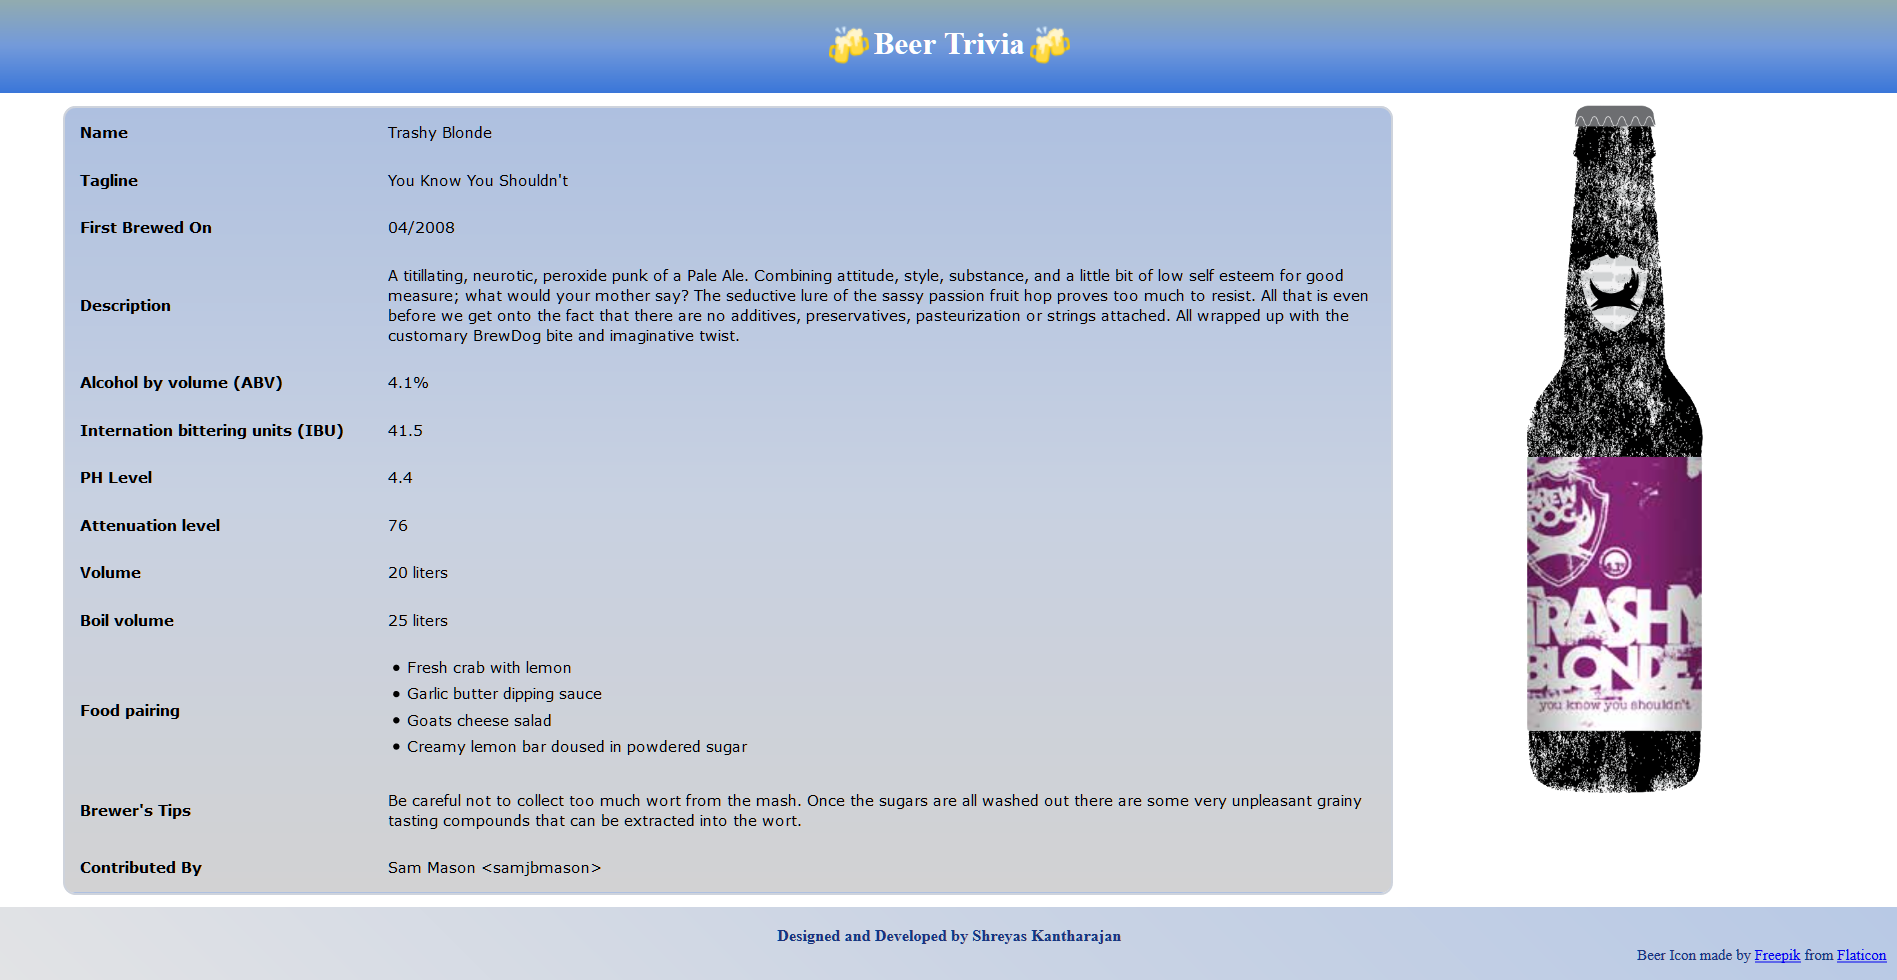 Beer Trivia
Name Trashy Blonde
Tagline You Know You Shouldn't
First Brewed On 04/2008
Description
A titillating, neurotic, peroxide punk of a Pale Ale. Combining attitude, style, substance, and a little bit of low self esteem for good
measure; what would your mother say? The seductive lure of the sassy passion fruit hop proves too much to resist. All that is even
before we get onto the fact that there are no additives, preservatives, pasteurization or strings attached. All wrapped up with the
customary BrewDog bite and imaginative twist.
Alcohol by volume (ABV) 4.1%
Internation bittering units (IBU) 41.5
PH Level 4.4
Attenuation level 76
Volume 20 liters
Boil volume 25 liters
Food pairing
• Fresh crab with lemon
• Garlic butter dipping sauce
• Goats cheese salad
• Creamy lemon bar doused in powdered sugar
Brewer's Tips
Be careful not to collect too much wort from the mash. Once the sugars are all washed out there are some very unpleasant grainy
tasting compounds that can be extracted into the wort.
Contributed By Sam Mason <samjbmason>
BREW
DOG
TRASHY
BLONDE
you know you shouldn't
Designed and Developed by Shreyas Kantharajan
Beer Icon made by Freepik from Flaticon